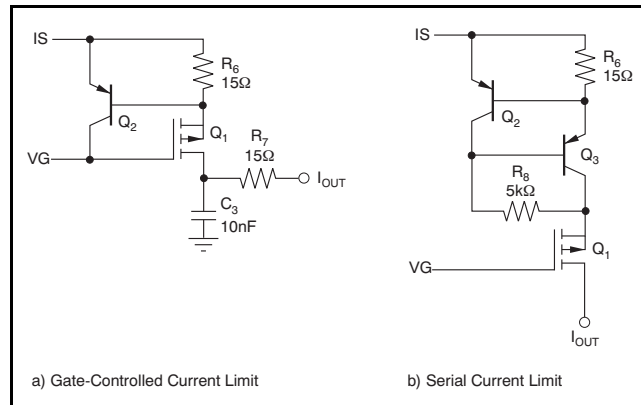 IS
R6
15Ω
Q2
Q1
VG
R7
15Ω
IOUT
C3
10nF
a) Gate-Controlled Current Limit
IS
R6
15Ω
Q2
Q3
R8
5kΩ
Q1
VG
IOUT
b) Serial Current Limit